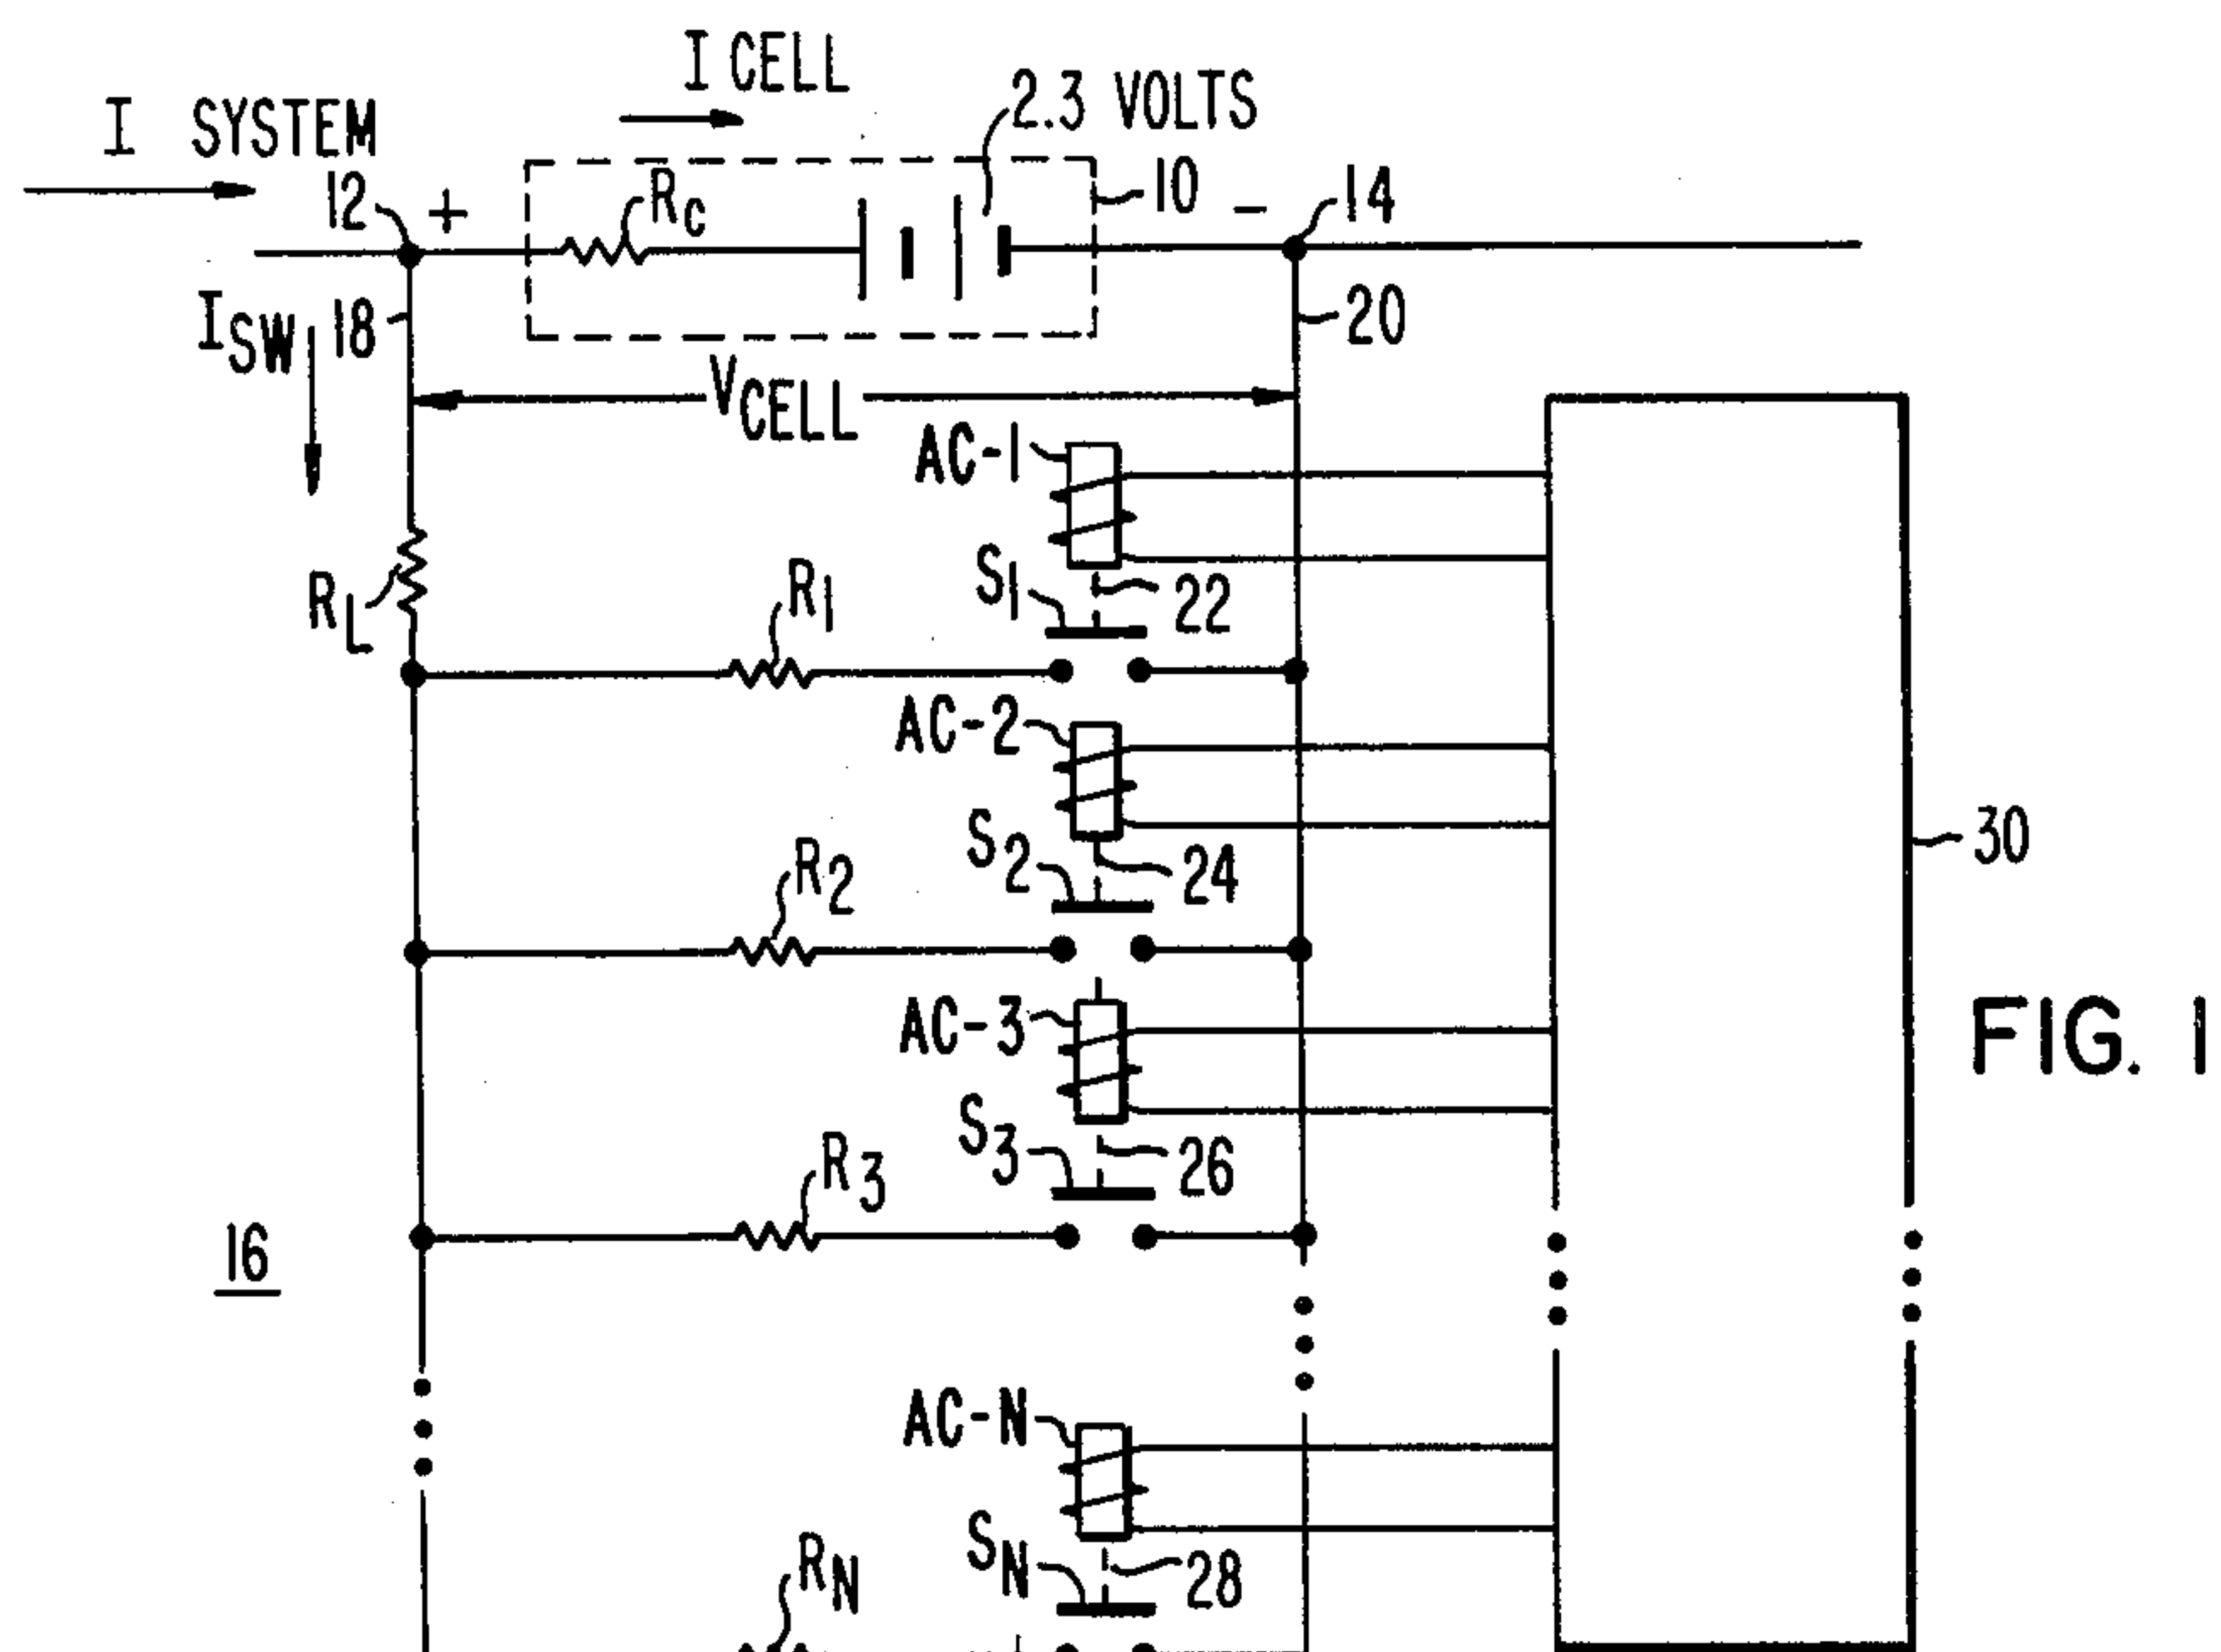 I CELL
I SYSTEM
2.3 VOLTS
12
+
RC
10
−
14
ISW
18
20
VCELL
AC-1
S1
22
RL
R1
AC-2
S2
24
R2
30
AC-3
FIG. 1
S3
26
R3
16
AC-N
SN
28
RN